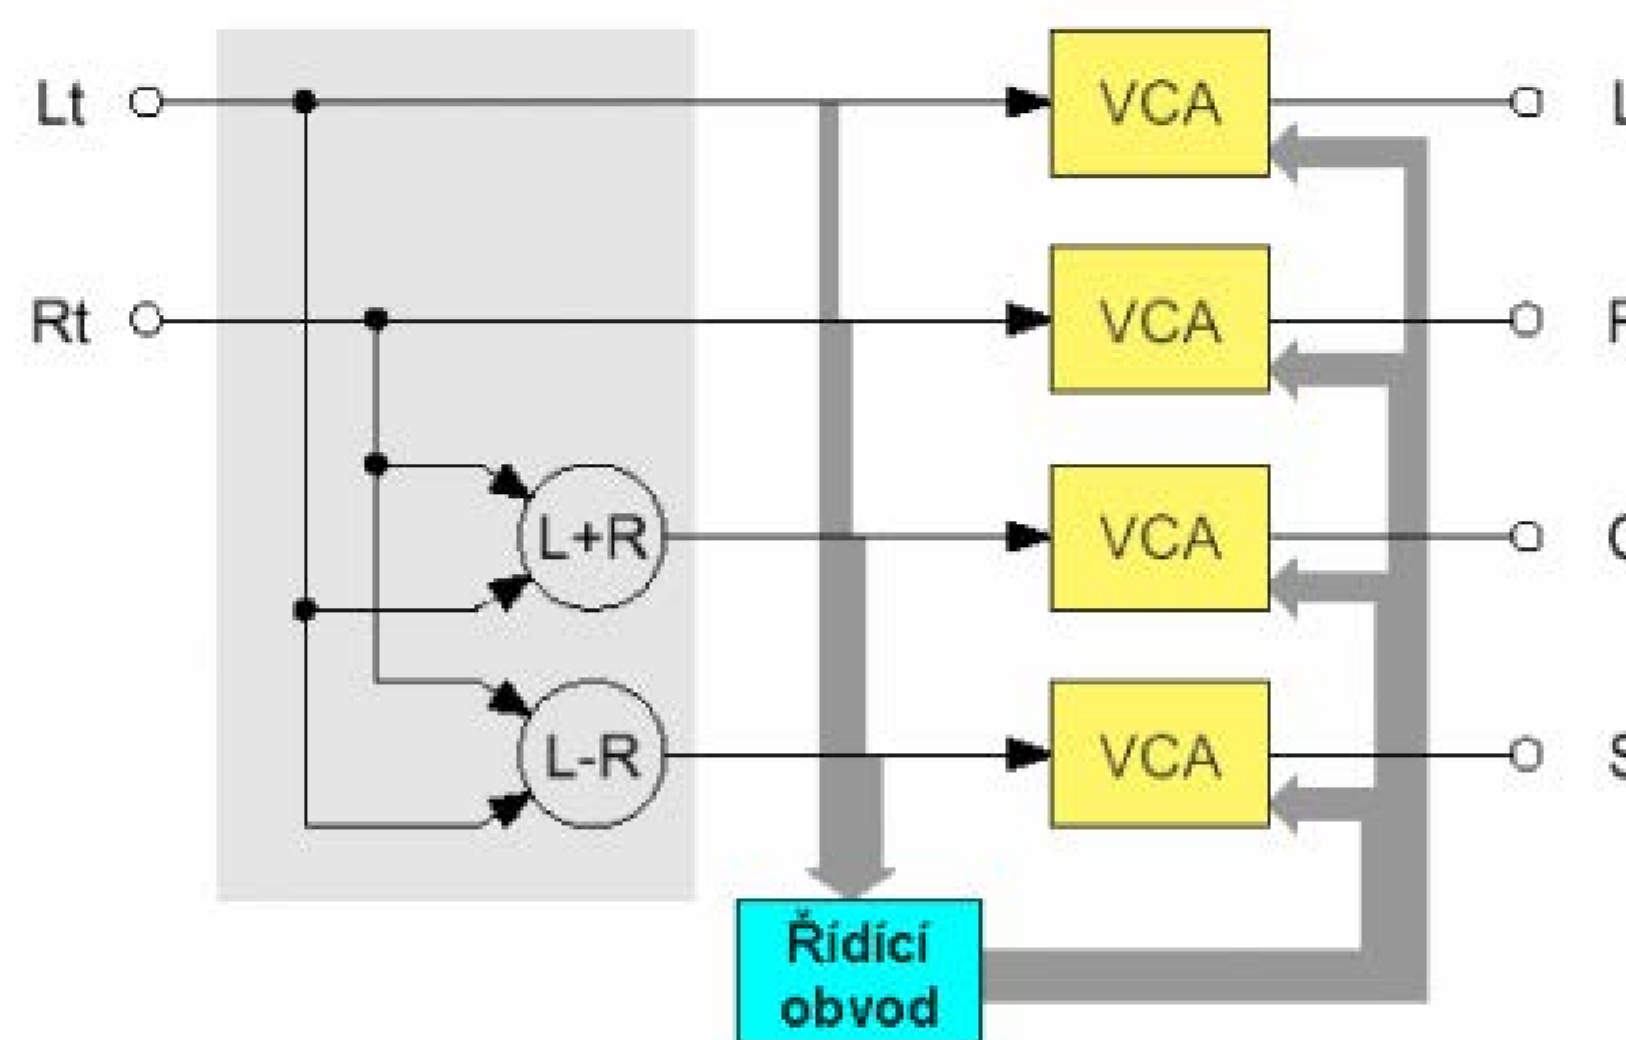 Lt
VCA
L
Rt
VCA
L+R
VCA
L-R
VCA
S
Řídící
obvod